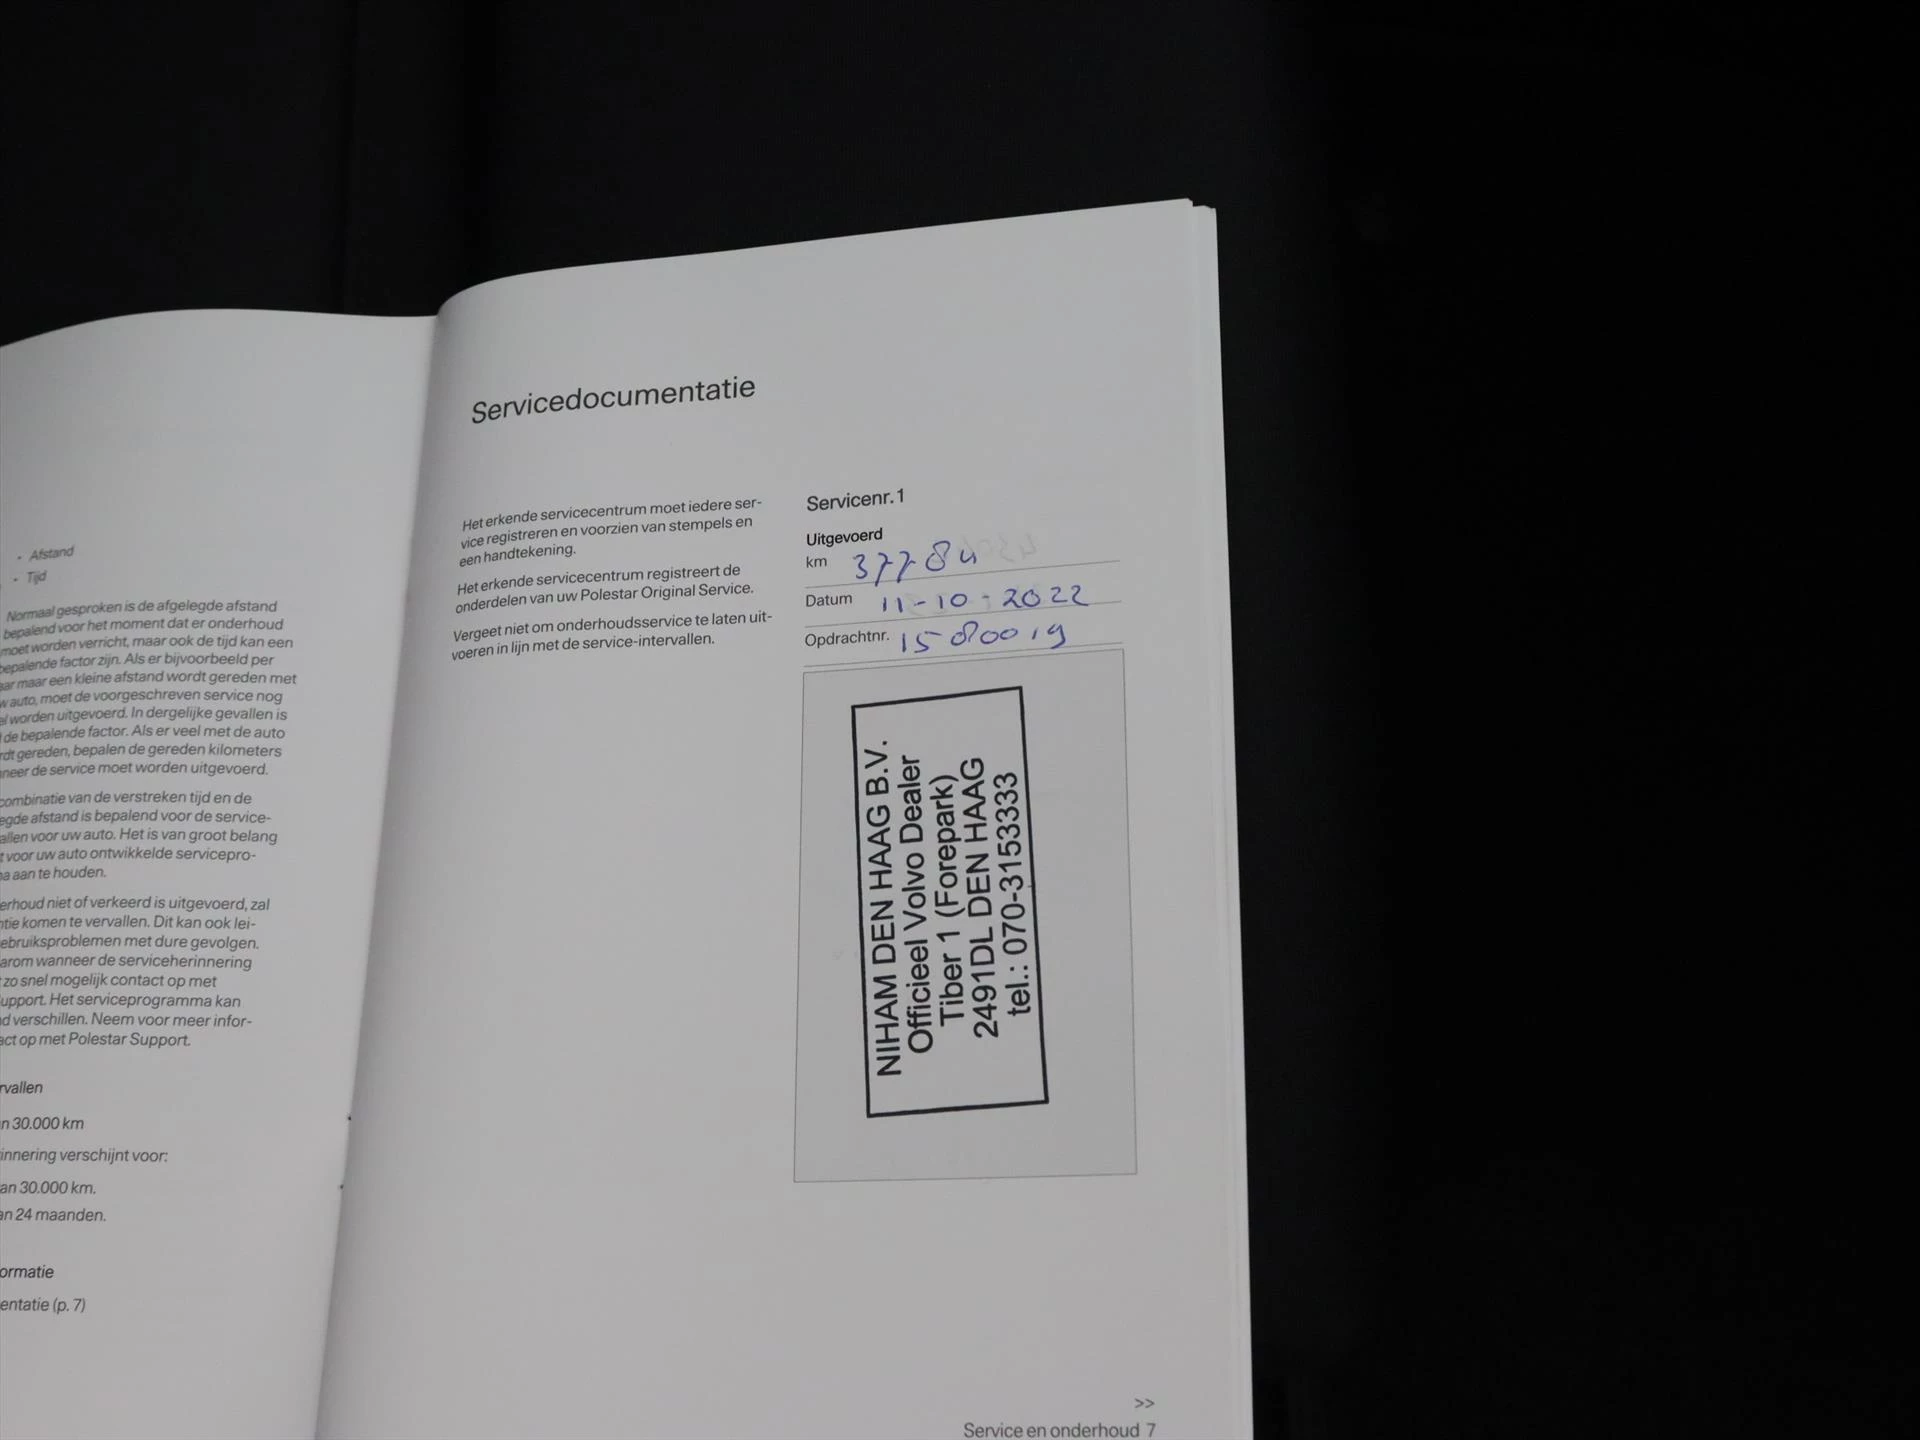 • Afstand
• Tijd
Normaal gesproken is de afgelegde afstand
bepalend voor het moment dat er onderhoud
moet worden verricht, maar ook de tijd kan een
bepalende factor zijn. Als er bijvoorbeeld per
maar een kleine afstand wordt gereden met
auto, moet de voorgeschreven service nog
worden uitgevoerd. In dergelijke gevallen is
de bepalende factor. Als er veel met de auto
gereden, bepalen de gereden kilometers
de service moet worden uitgevoerd.
combinatie van de verstreken tijd en de
afstand is bepalend voor de service-
voor uw auto. Het is van groot belang
voor uw auto ontwikkelde servicepro-
aan te houden.
niet of verkeerd is uitgevoerd, zal
komen te vervallen. Dit kan ook lei-
ebruiksproblemen met dure gevolgen.
wanneer de serviceherinnering
zo snel mogelijk contact op met
upport. Het serviceprogramma kan
verschillen. Neem voor meer infor-
op met Polestar Support.
rvallen
30.000 km
innering verschijnt voor:
30.000 km.
24 maanden.
ormatie
entatie (p. 7)
Servicedocumentatie
Het erkende servicecentrum moet iedere ser-
vice registreren en voorzien van stempels en
een handtekening.
Het erkende servicecentrum registreert de
onderdelen van uw Polestar Original Service.
Vergeet niet om onderhoudsservice te laten uit-
voeren in lijn met de service-intervallen.
Servicenr. 1
Uitgevoerd
km 37784
Datum 11-10-2022
Opdrachtnr. 1580019
NIHAM DEN HAAG B.V.
Officieel Volvo Dealer
Tiber 1 (Forepark)
2491DL DEN HAAG
tel.: 070-3153333
>>
Service en onderhoud 7